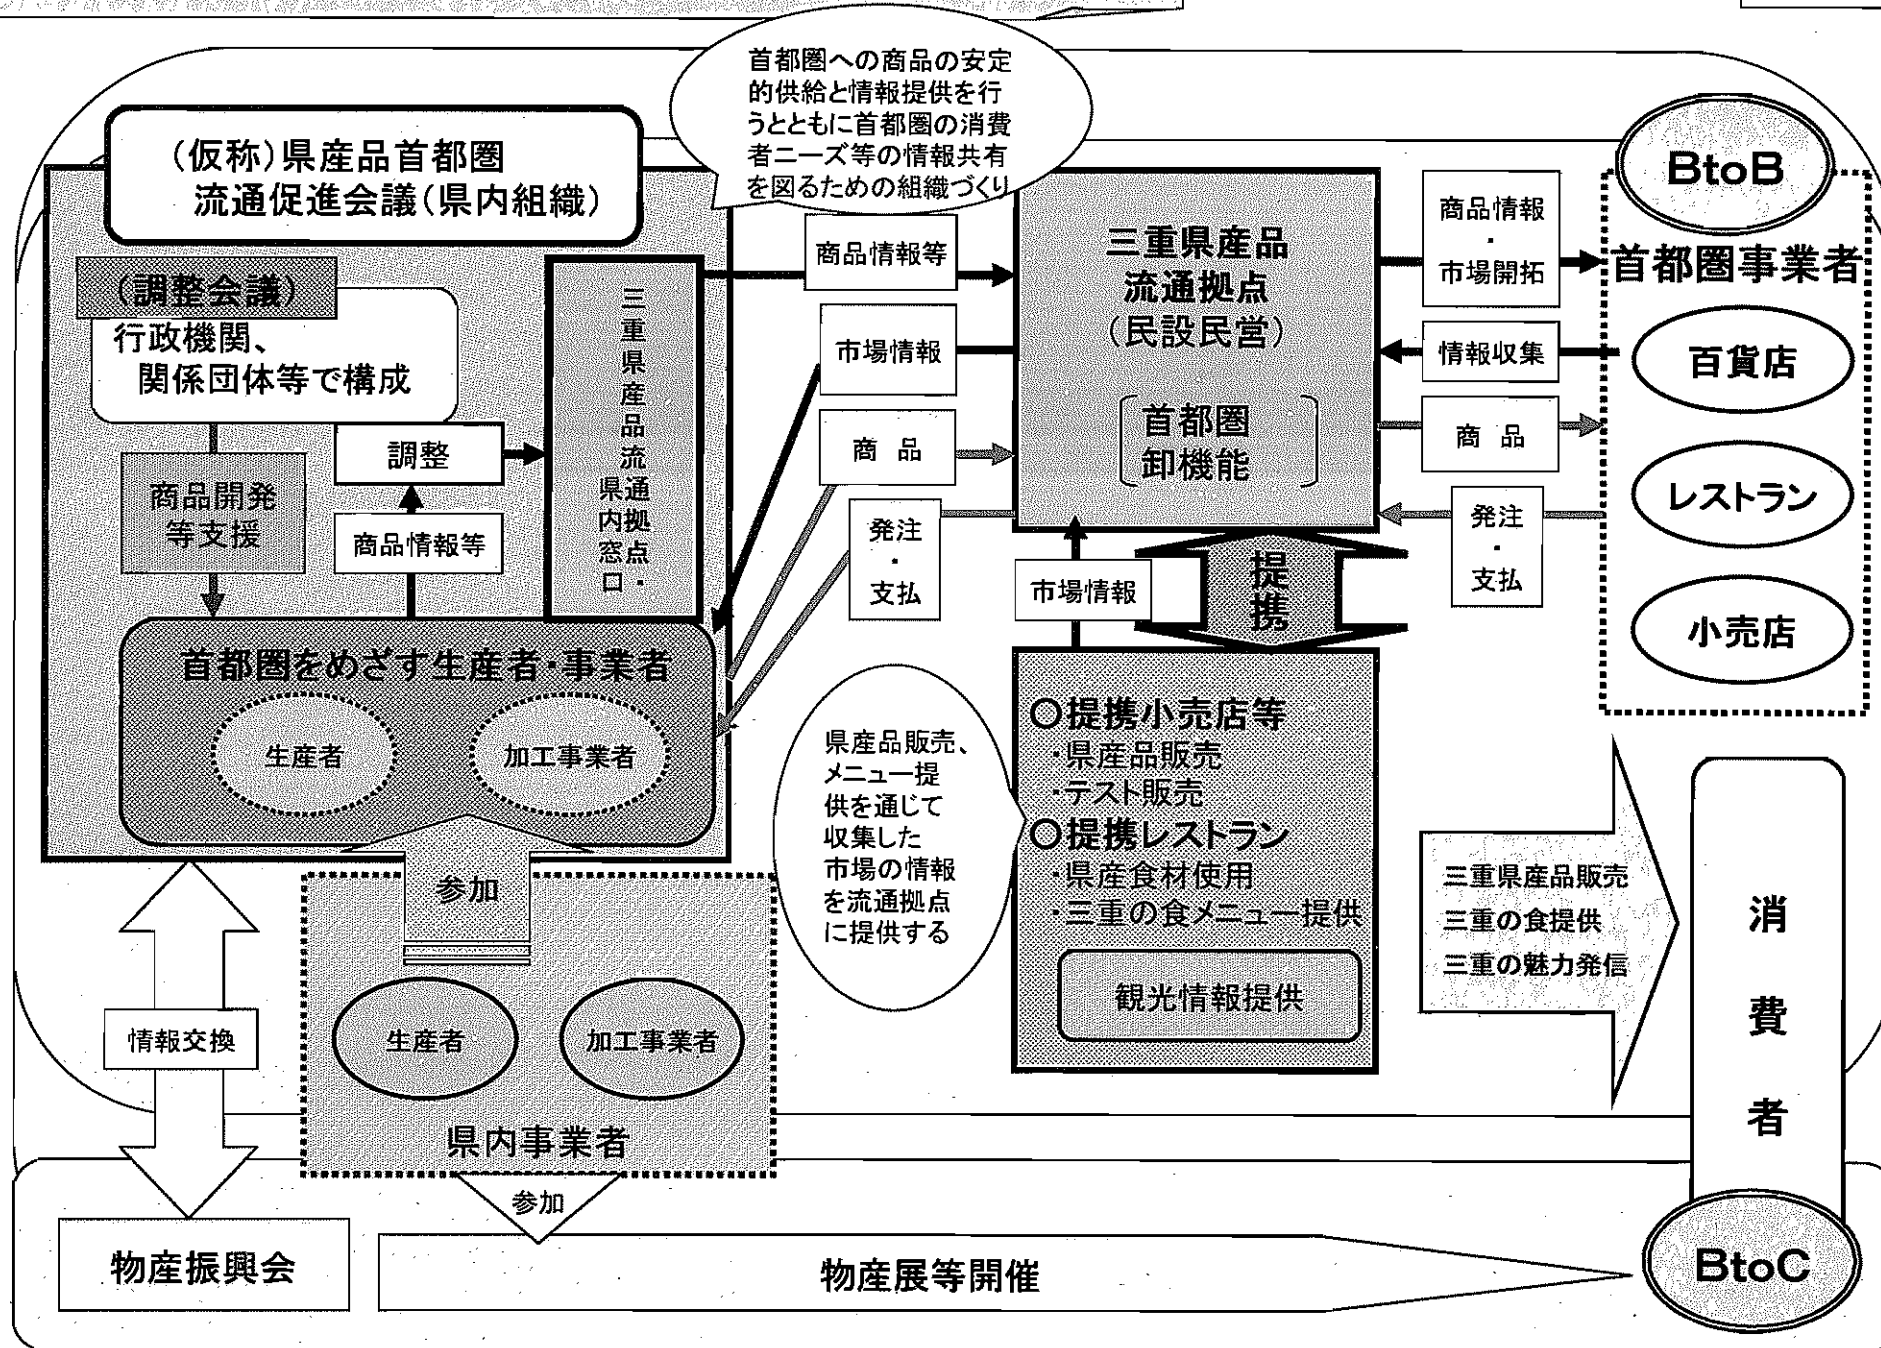 首都圏への商品の安定
的供給と情報提供を行
うとともに首都圏の消費
者ニーズ等の情報共有
を図るための組織づくり
(仮称)県産品首都圏
流通促進会議(県内組織)
(調整会議)
行政機関、
関係団体等で構成
商品開発
等支援
調整
商品情報等
三重県産品流通拠点・
県内窓口
首都圏をめざす生産者・事業者
生産者
加工事業者
商品情報等
市場情報
商 品
発注
・
支払
三重県産品
流通拠点
(民設民営)
首都圏
卸機能
商品情報
・
市場開拓
情報収集
商 品
発注
・
支払
BtoB
首都圏事業者
百貨店
レストラン
小売店
市場情報
提携
県産品販売、
メニュー提
供を通じて
収集した
市場の情報
を流通拠点
に提供する
○提携小売店等
・県産品販売
・テスト販売
○提携レストラン
・県産食材使用
・三重の食メニュー提供
観光情報提供
三重県産品販売
三重の食提供
三重の魅力発信
消費者
参加
生産者
加工事業者
県内事業者
情報交換
参加
物産振興会
物産展等開催
BtoC